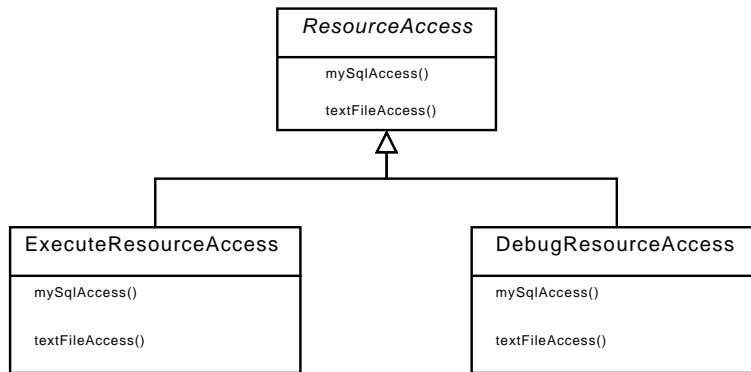 ResourceAccess
mySqlAccess()
textFileAccess()
ExecuteResourceAccess
mySqlAccess()
textFileAccess()
DebugResourceAccess
mySqlAccess()
textFileAccess()